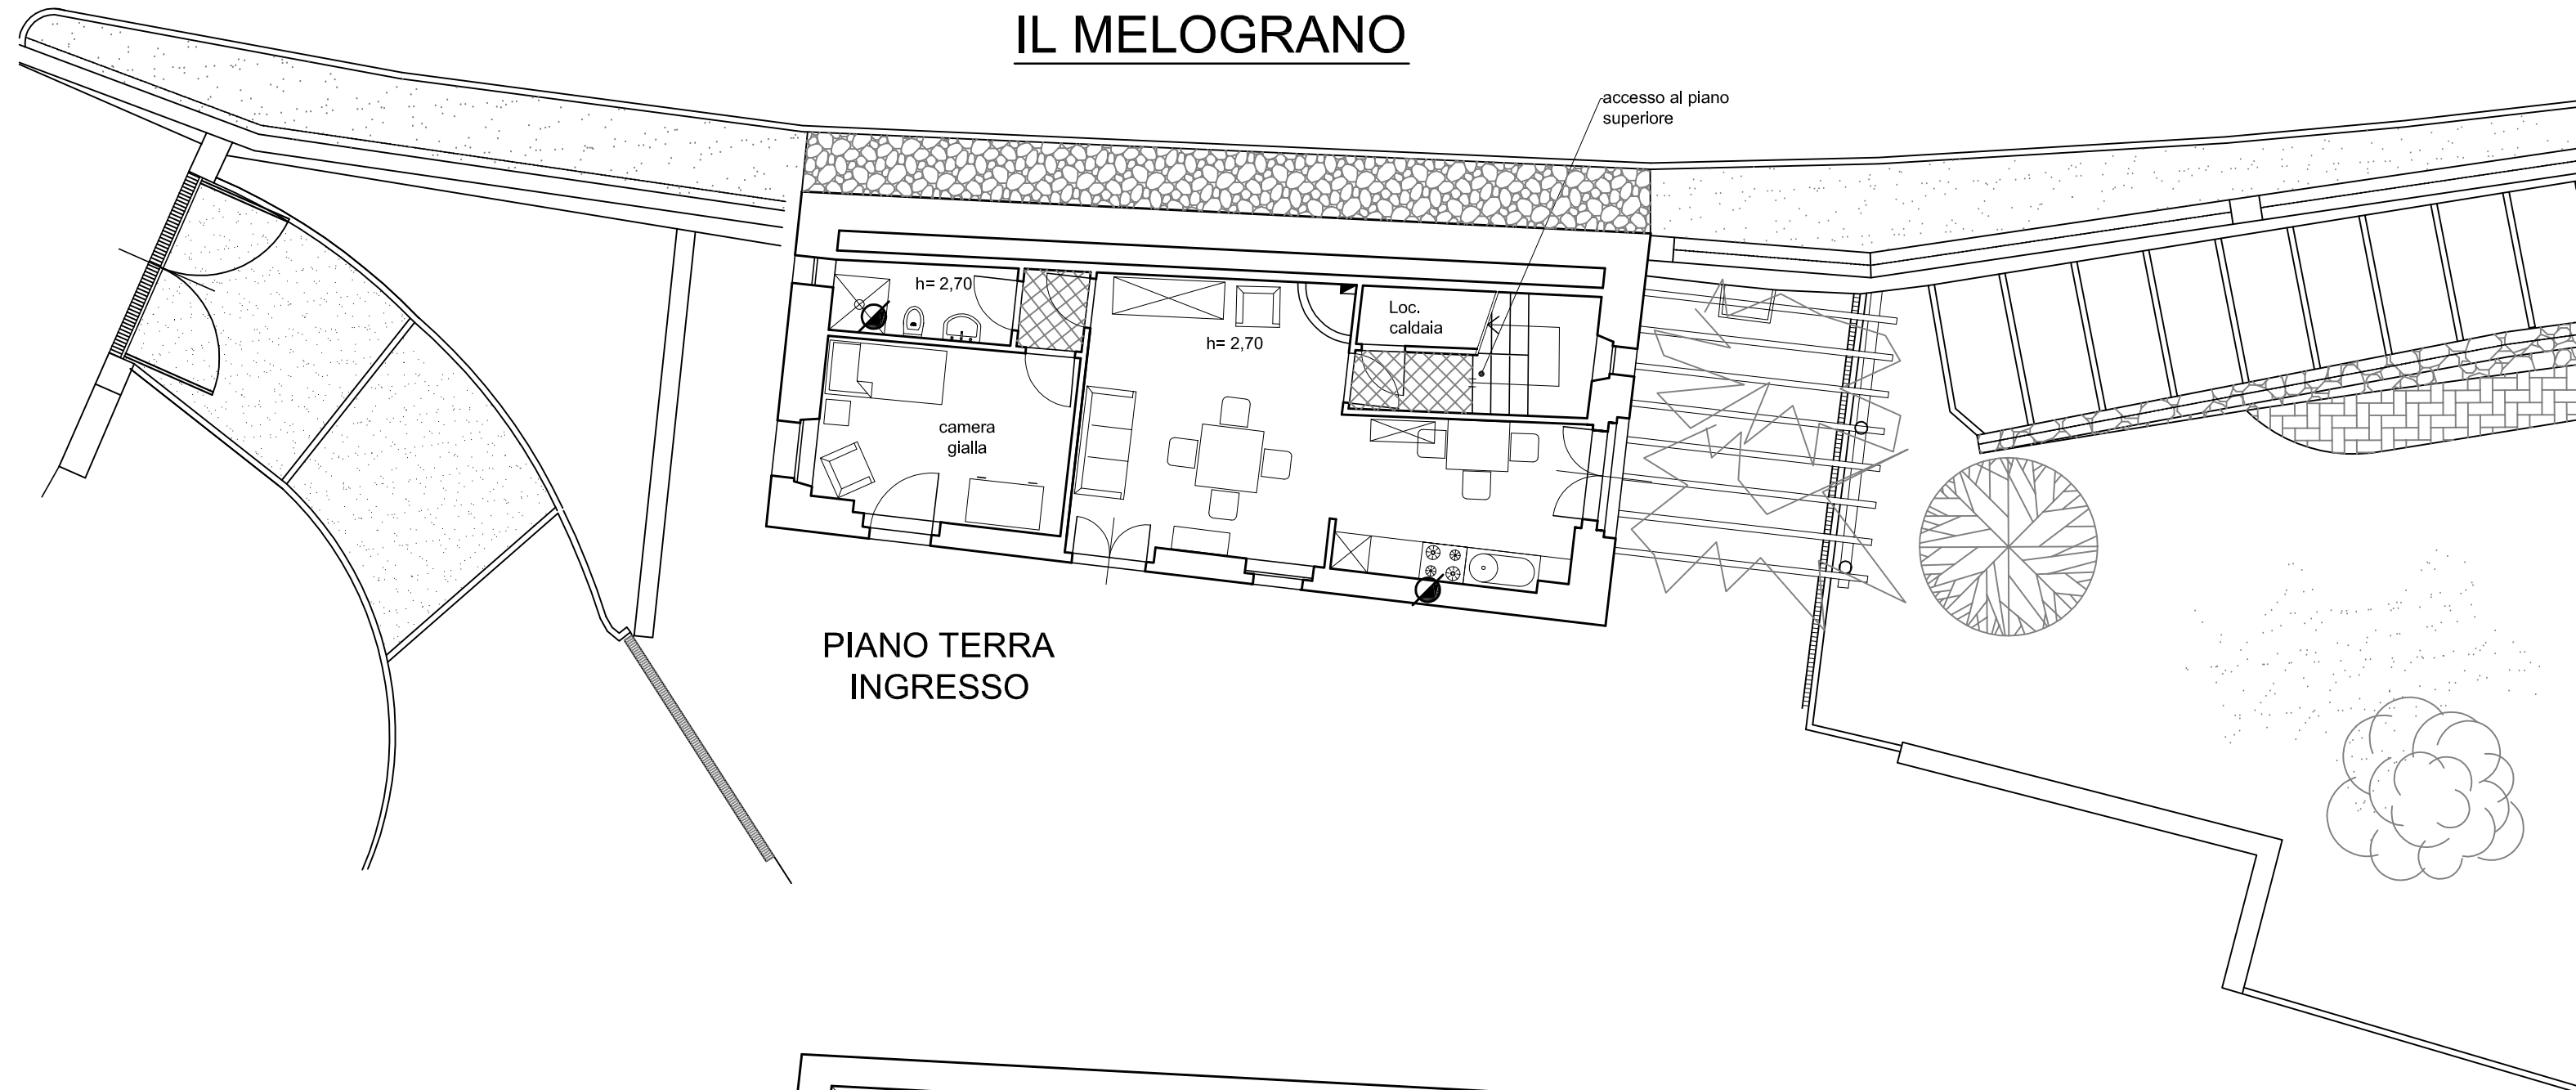 IL MELOGRANO
accesso al piano
superiore
h= 2,70
Loc.
caldaia
h= 2,70
camera
gialla
PIANO TERRA
INGRESSO